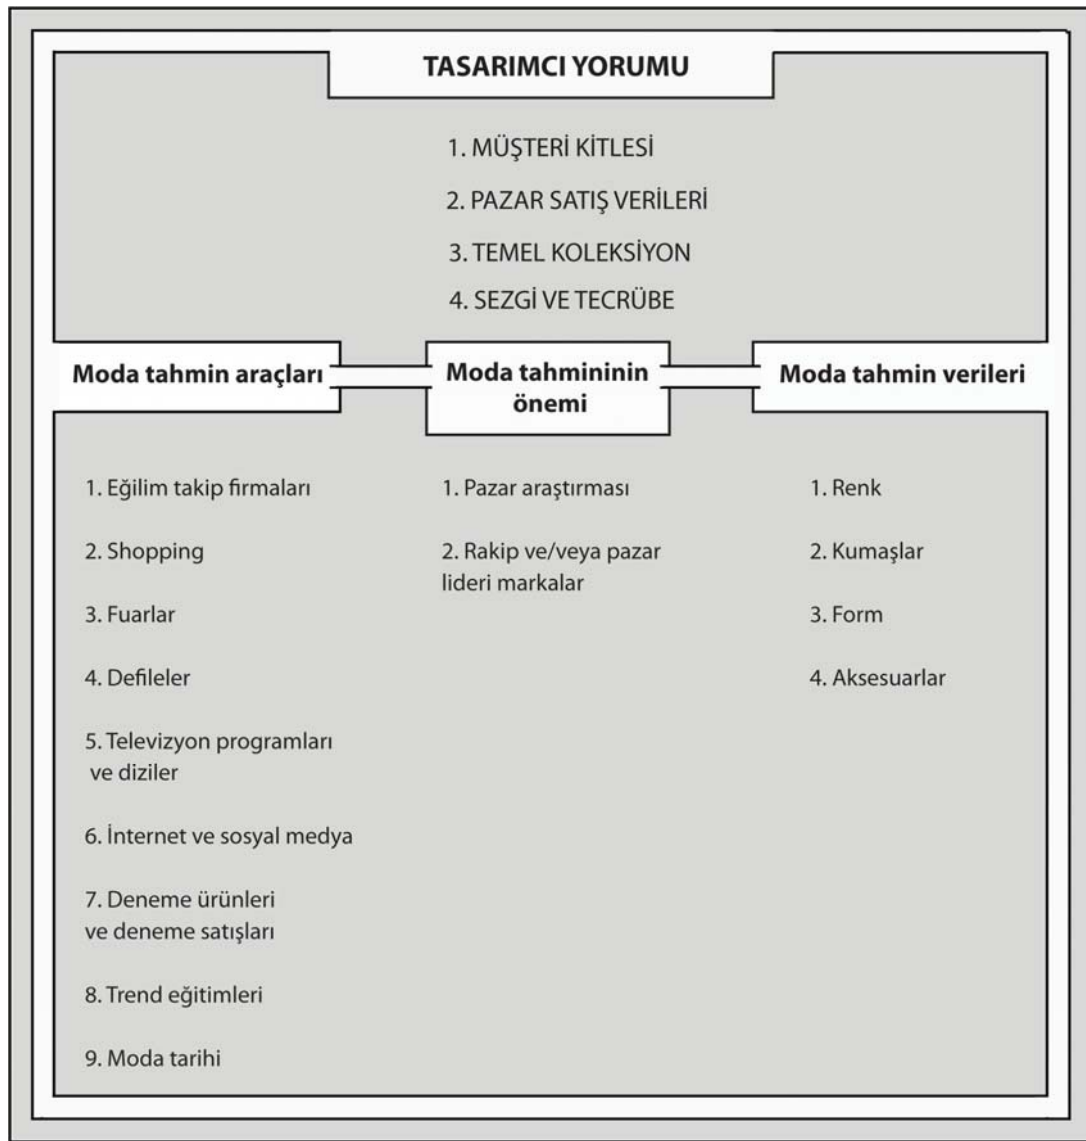 TASARIMCI YORUMU
1. MÜŞTERİ KİTLESİ
2. PAZAR SATIŞ VERİLERİ
3. TEMEL KOLEKSİYON
4. SEZGİ VE TECRÜBE
Moda tahmin araçları
1. Eğilim takip firmaları
2. Shopping
3. Fuarlar
4. Defileler
5. Televizyon programları
ve diziler
6. İnternet ve sosyal medya
7. Deneme ürünleri
ve deneme satışları
8. Trend eğitimleri
9. Moda tarihi
Moda tahmininin
önemi
1. Pazar araştırması
2. Rakip ve/veya pazar
lideri markalar
Moda tahmin verileri
1. Renk
2. Kumaşlar
3. Form
4. Aksesuarlar